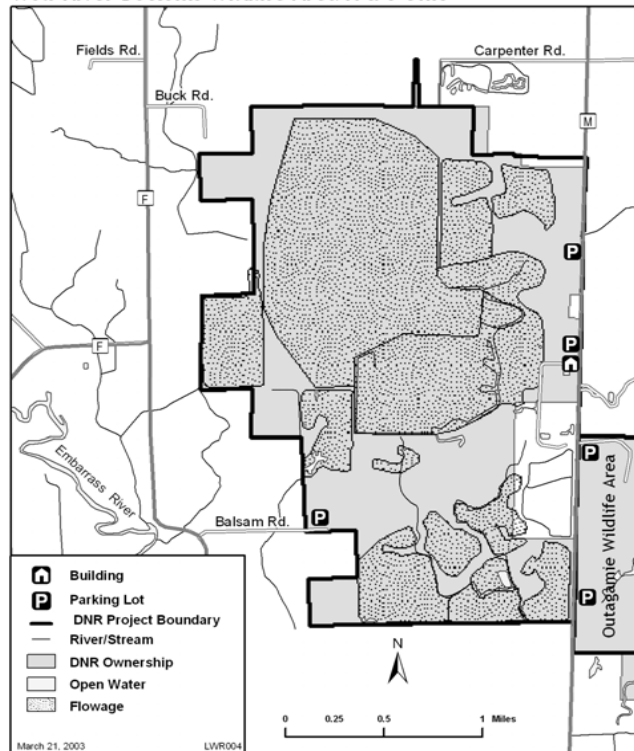 Fields Rd.
Carpenter Rd.
Buck Rd.
M
F
P
F
P
P
Embarrass River
Balsam Rd.
P
Outagamie Wildlife Area
P
Building
P Parking Lot
DNR Project Boundary
River/Stream
DNR Ownership
Open Water
Flowage
N
0 0.25 0.5 1 Miles
March 21, 2003
LWR004